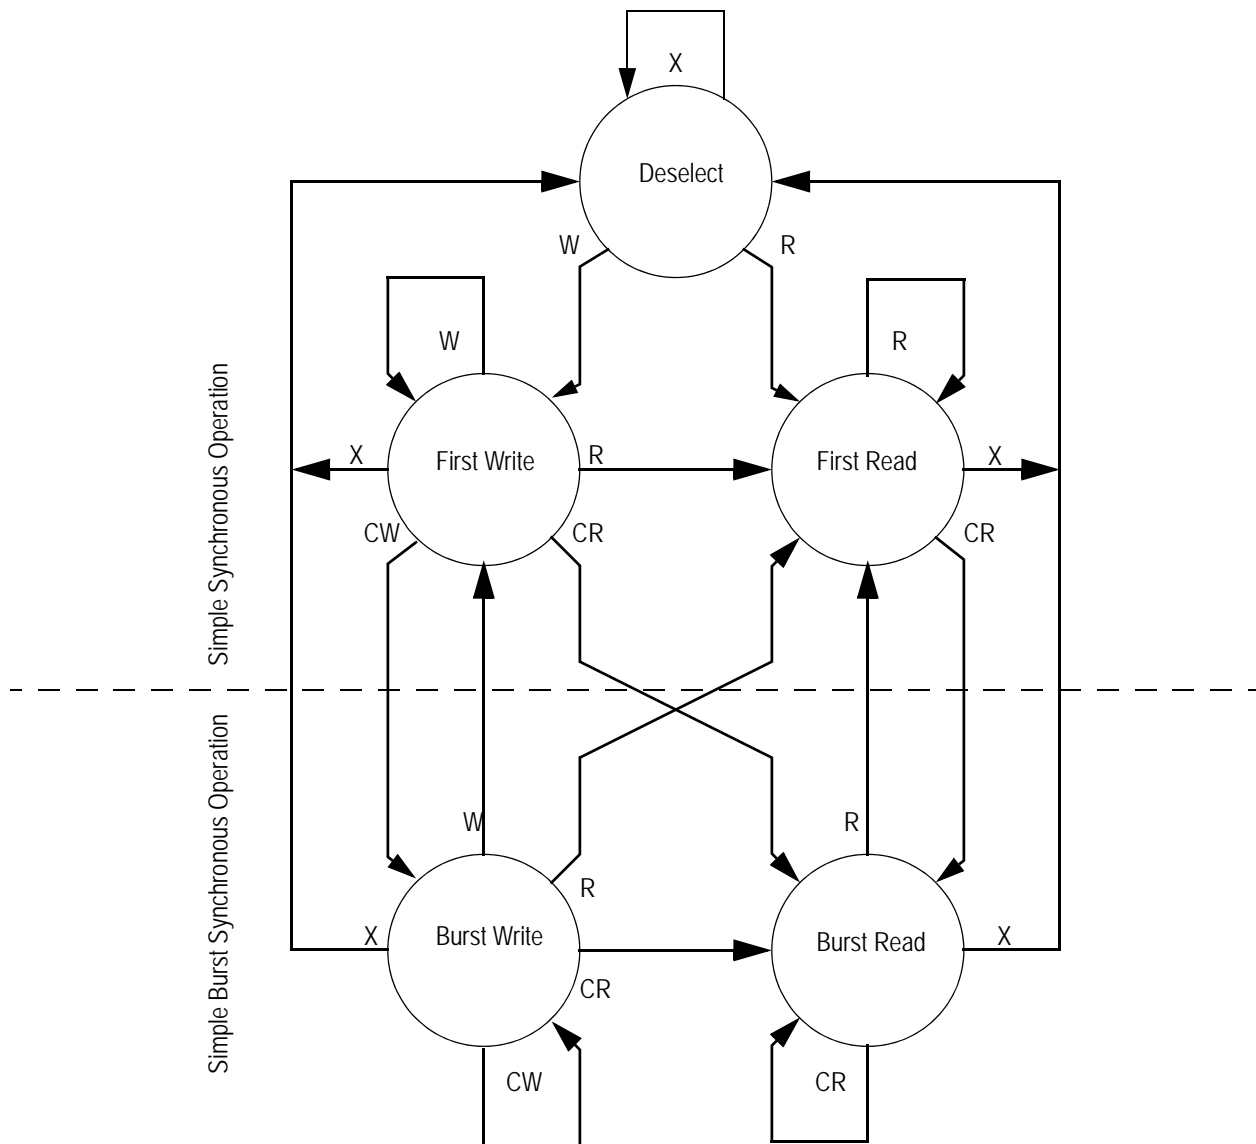 X
Deselect
W
R
W
R
Simple Synchronous Operation
X
First Write
R
First Read
X
CW
CR
CR
Simple Burst Synchronous Operation
W
R
R
X
Burst Write
Burst Read
X
CR
CW
CR